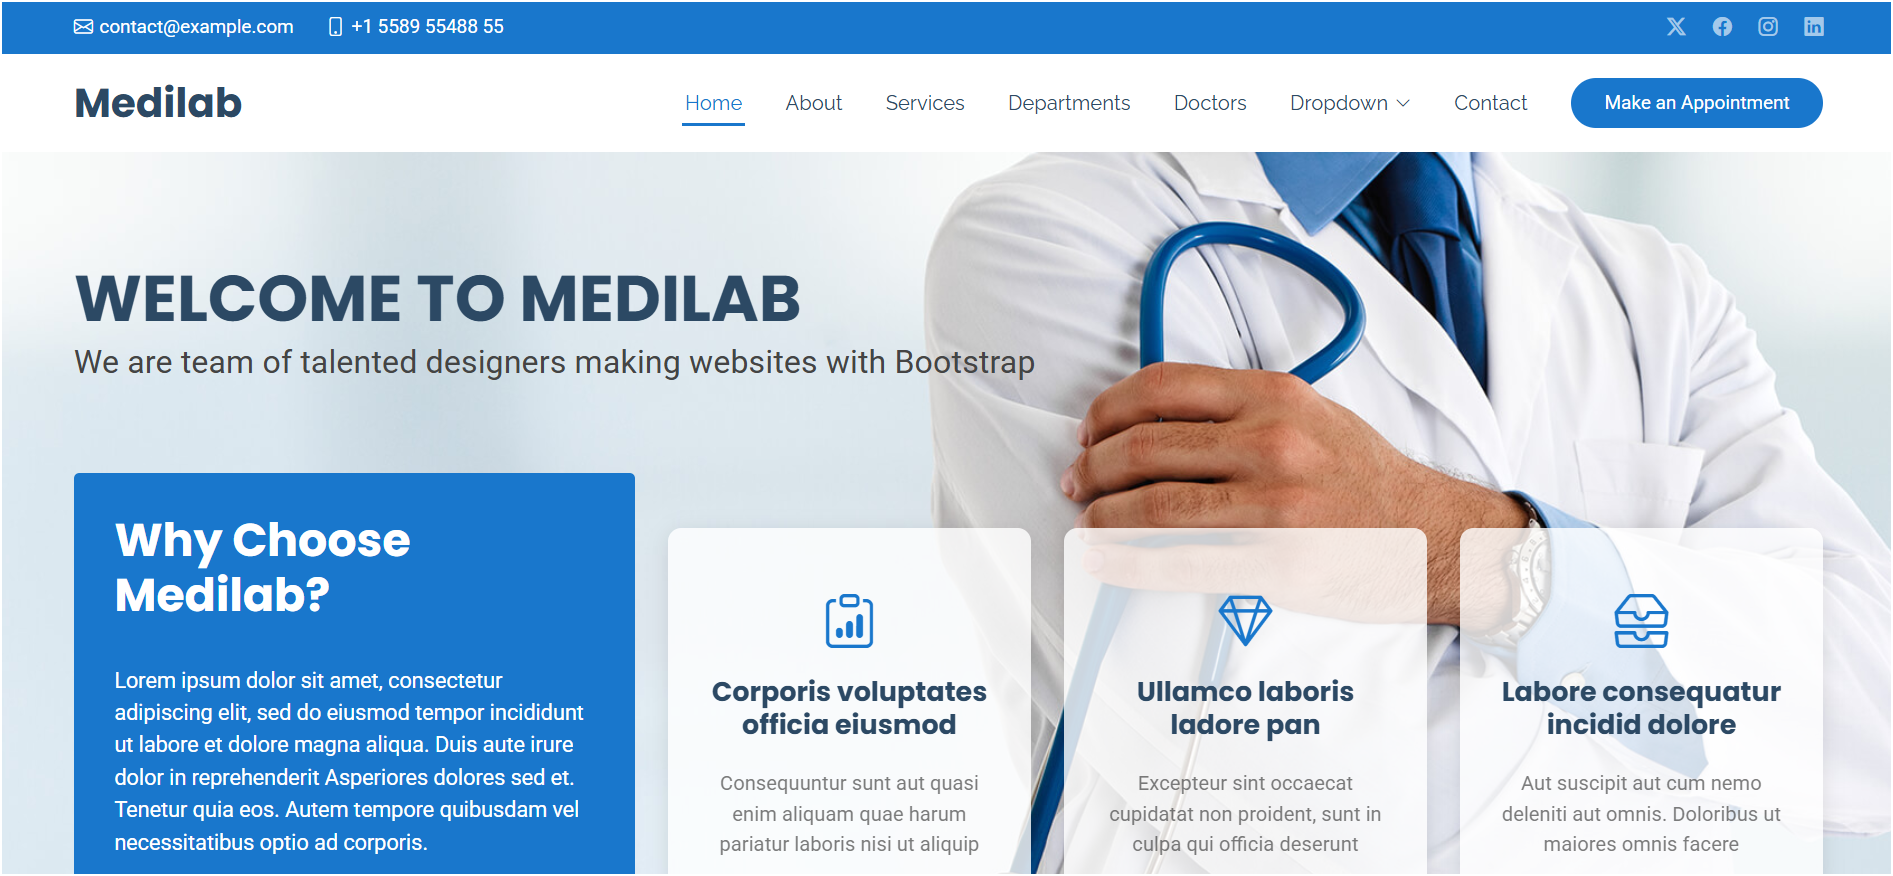 contact@example.com +1 5589 55488 55
Medilab
Home About Services Departments Doctors Dropdown Contact Make an Appointment
WELCOME TO MEDILAB
We are team of talented designers making websites with Bootstrap
Why Choose
Medilab?
Lorem ipsum dolor sit amet, consectetur
adipiscing elit, sed do eiusmod tempor incididunt
ut labore et dolore magna aliqua. Duis aute irure
dolor in reprehenderit Asperiores dolores sed et.
Tenetur quia eos. Autem tempore quibusdam vel
necessitatibus optio ad corporis.
Corporis voluptates
officia eiusmod
Consequuntur sunt aut quasi
enim aliquam quae harum
pariatur laboris nisi ut aliquip
Ullamco laboris
ladore pan
Excepteur sint occaecat
cupidatat non proident, sunt in
culpa qui officia deserunt
Labore consequatur
incidid dolore
Aut suscipit aut cum nemo
deleniti aut omnis. Doloribus ut
maiores omnis facere